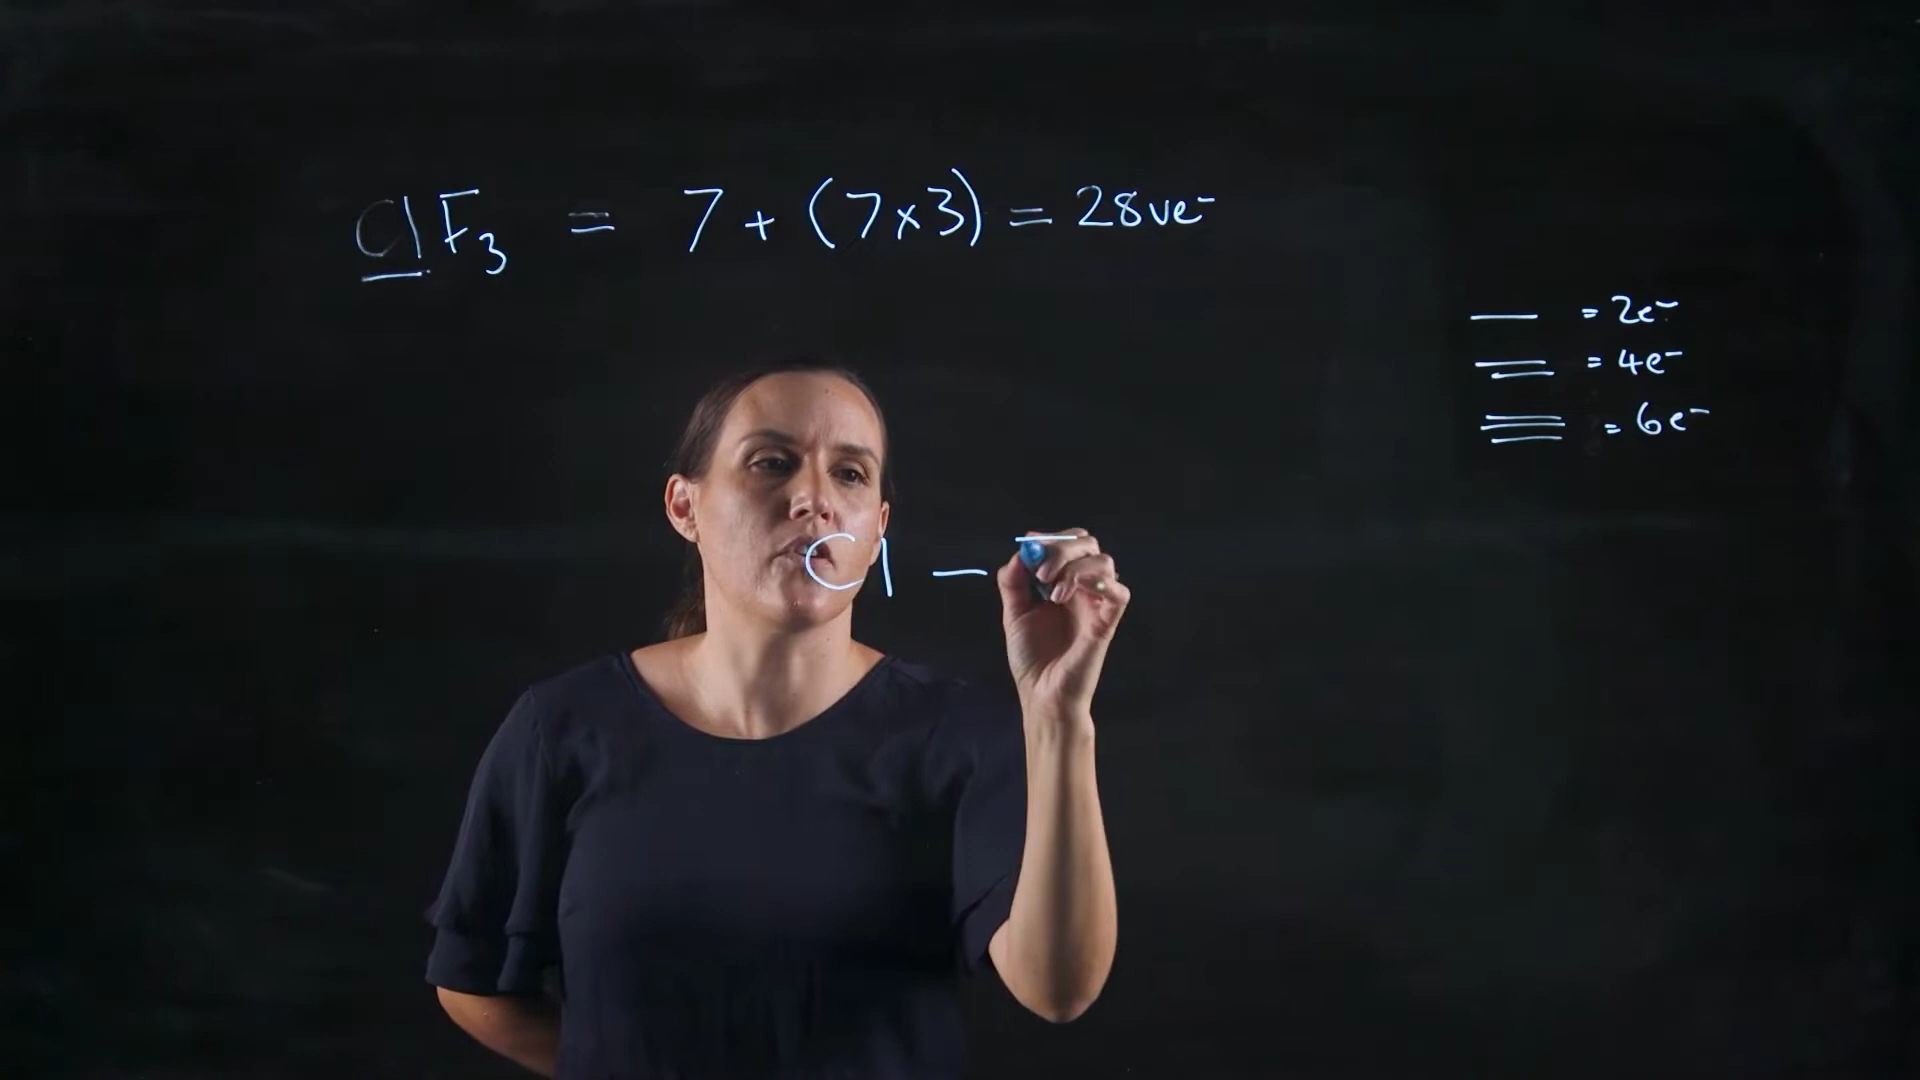 ClF₃ = 7 + (7x3) = 28ve⁻
— = 2e⁻
= = 4e⁻
≡ = 6e⁻
Cl –